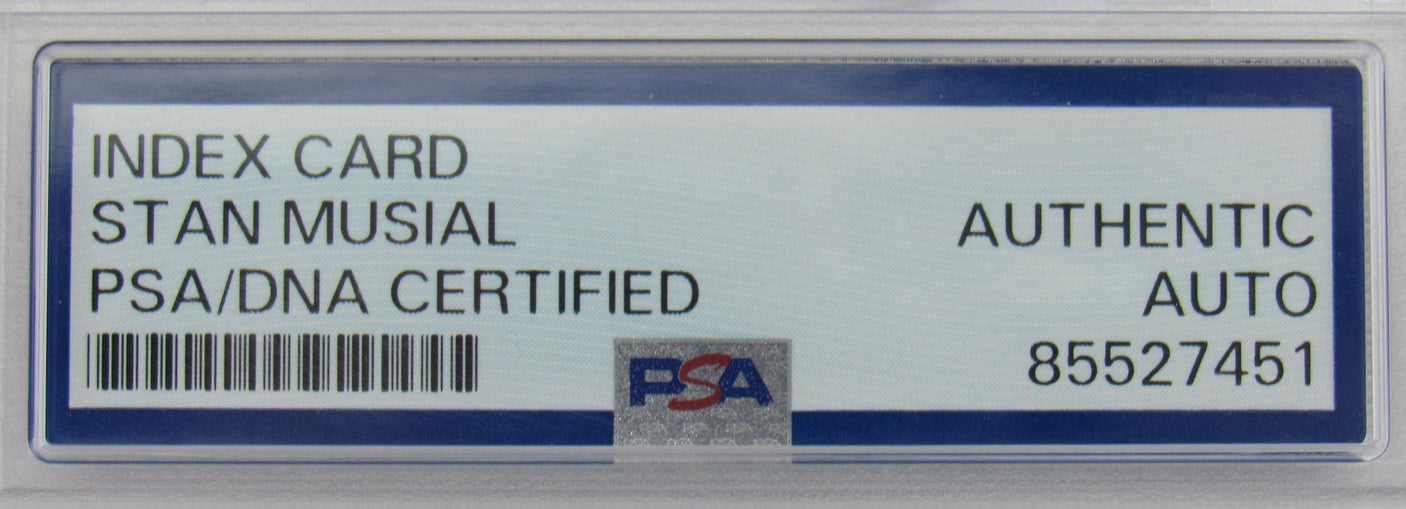 INDEX CARD
STAN MUSIAL
PSA/DNA CERTIFIED
AUTHENTIC
AUTO
85527451
PSA